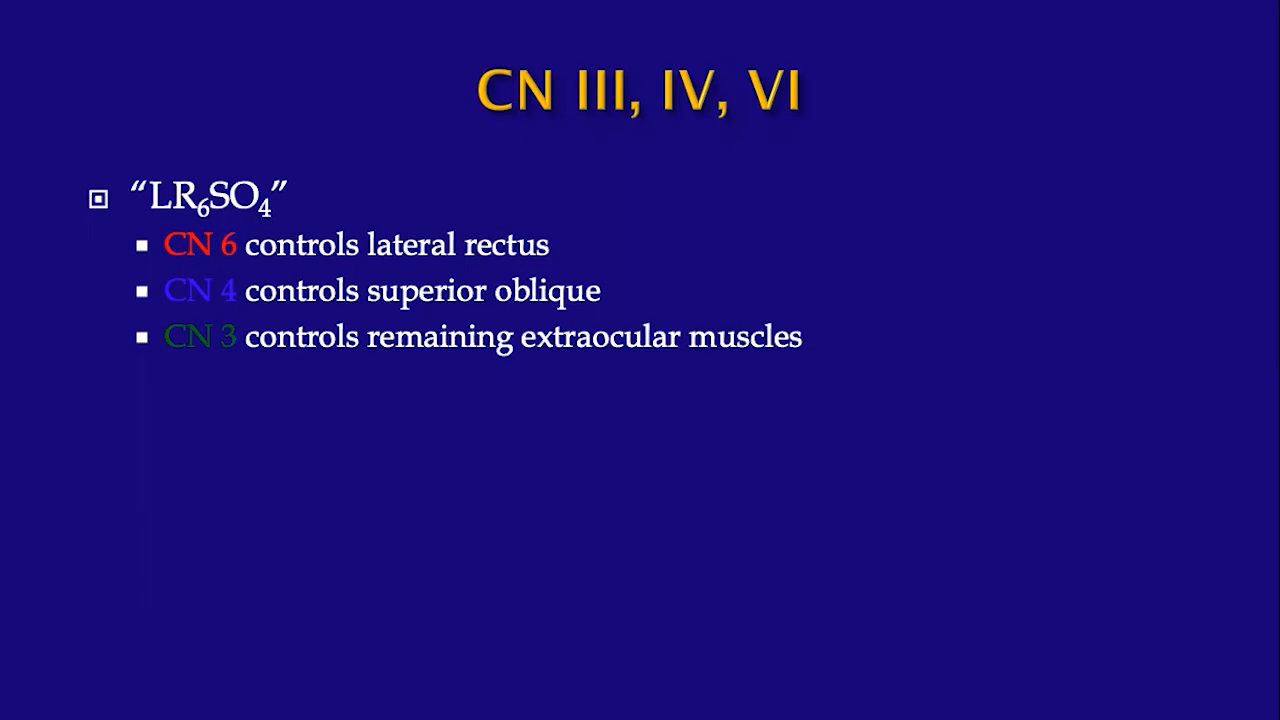 CN III, IV, VI
“LR₆SO₄”
CN 6 controls lateral rectus
CN 4 controls superior oblique
CN 3 controls remaining extraocular muscles